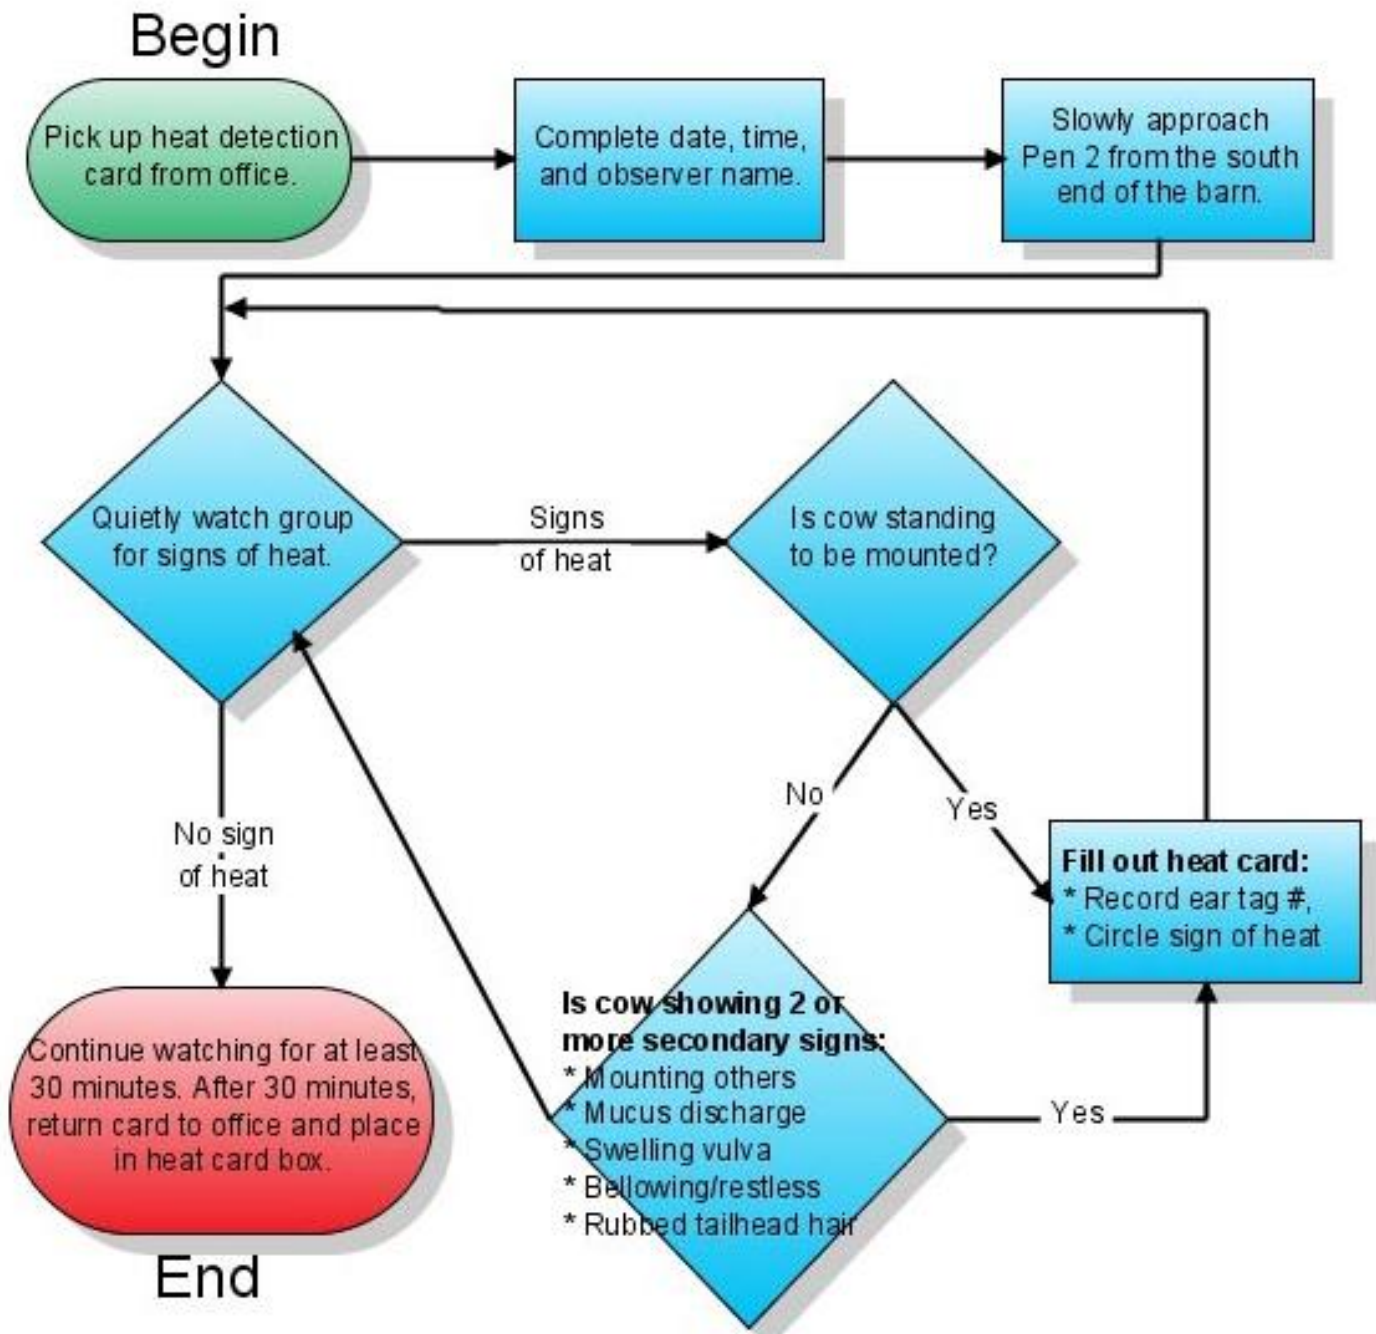 Begin
Pick up heat detection
card from office.
Complete date, time,
and observer name.
Slowly approach
Pen 2 from the south
end of the barn.
Quietly watch group
for signs of heat.
Signs
of heat
Is cow standing
to be mounted?
No
Yes
No sign
of heat
Fill out heat card:
* Record ear tag #,
* Circle sign of heat
Is cow showing 2 or
more secondary signs:
* Mounting others
* Mucus discharge
* Swelling vulva
* Bellowing/restless
* Rubbed tailhead hair
Yes
Continue watching for at least
30 minutes. After 30 minutes,
return card to office and place
in heat card box.
End